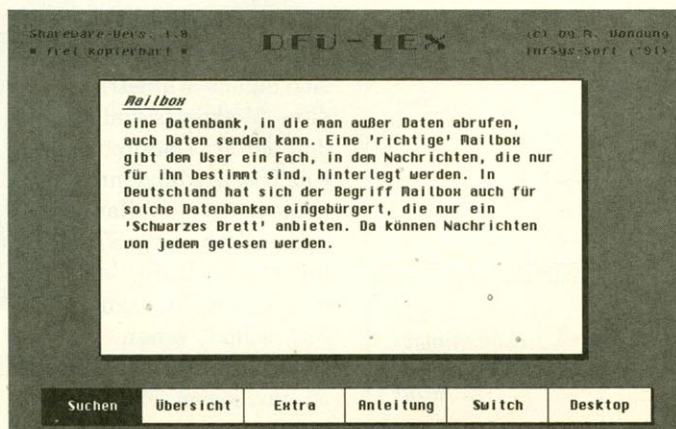 Shareware-Vers. 1.0
* frei kopierbar! *
DFÜ-LEX
(c) by R. Wondung
InfSys-Soft ('91)
Mailbox
eine Datenbank, in die man außer Daten abrufen,
auch Daten senden kann. Eine 'richtige' Mailbox
gibt dem User ein Fach, in dem Nachrichten, die nur
für ihn bestimmt sind, hinterlegt werden. In
Deutschland hat sich der Begriff Mailbox auch für
solche Datenbanken eingebürgert, die nur ein
'Schwarzes Brett' anbieten. Da können Nachrichten
von jedem gelesen werden.
Suchen Übersicht Extra Anleitung Switch Desktop